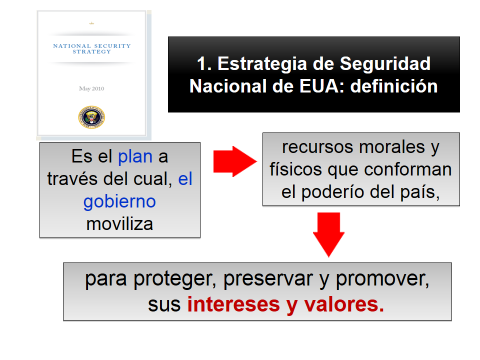 NATIONAL SECURITY
STRATEGY
May 2010
1. Estrategia de Seguridad
Nacional de EUA: definición
Es el plan a
través del cual, el
gobierno
moviliza
recursos morales y
físicos que conforman
el poderío del país,
para proteger, preservar y promover,
sus intereses y valores.